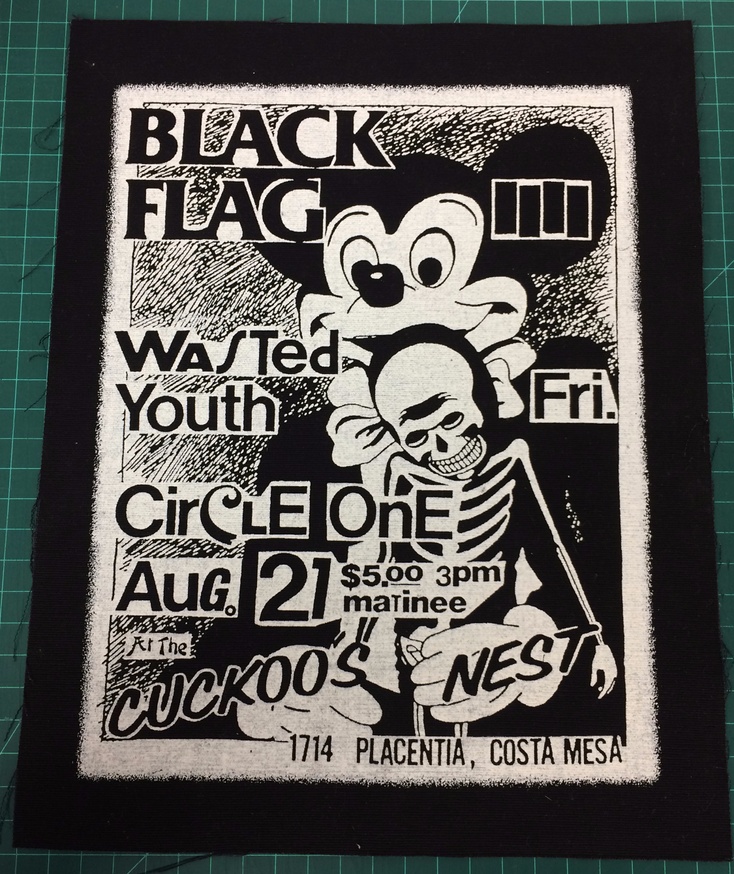 BLACK
FLAG
WASTed
Youth
Fri.
CirCLE OnE
AuG. 21 $5.00 3pm
maTinee
At The
CUCKOO'S NEST
1714 PLACENTIA, COSTA MESA